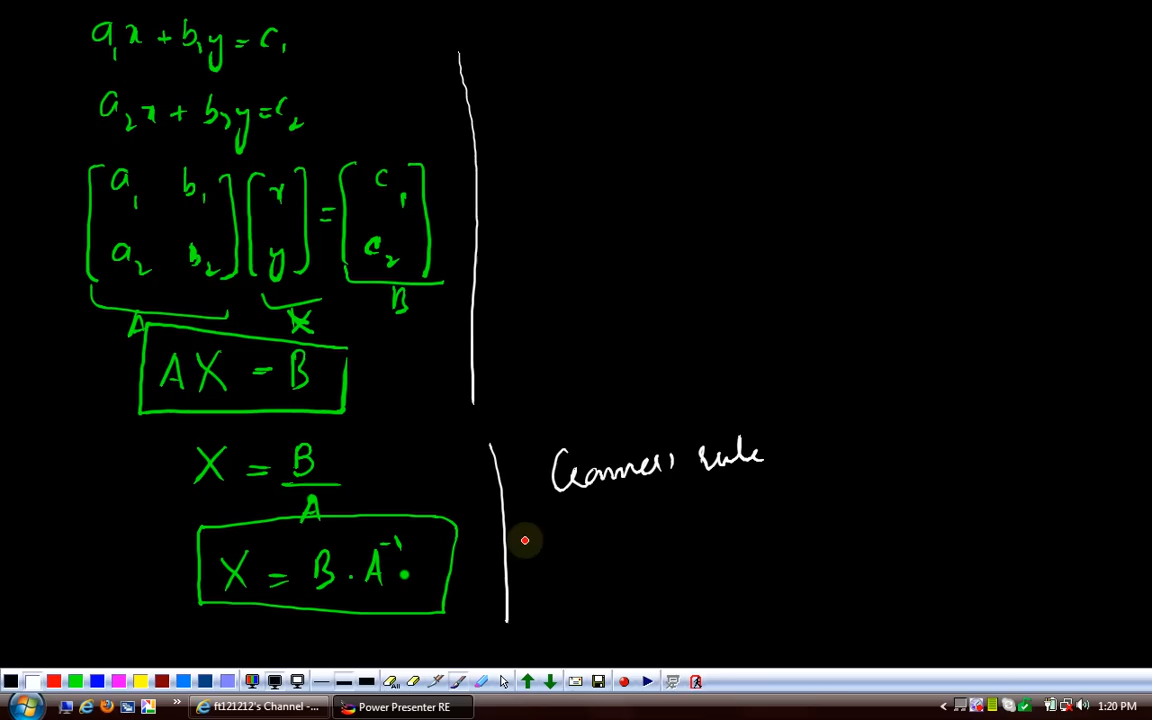 a₁x + b₁y = c₁
a₂x + b₂y = c₂
[a₁ b₁] [x] = [c₁]
[a₂ b₂] [y] [c₂]
A X B
AX = B
X = B
A
X = B . A⁻¹.
Cramer's rule
ft121212's Channel - ...
Power Presenter RE
1:20 PM